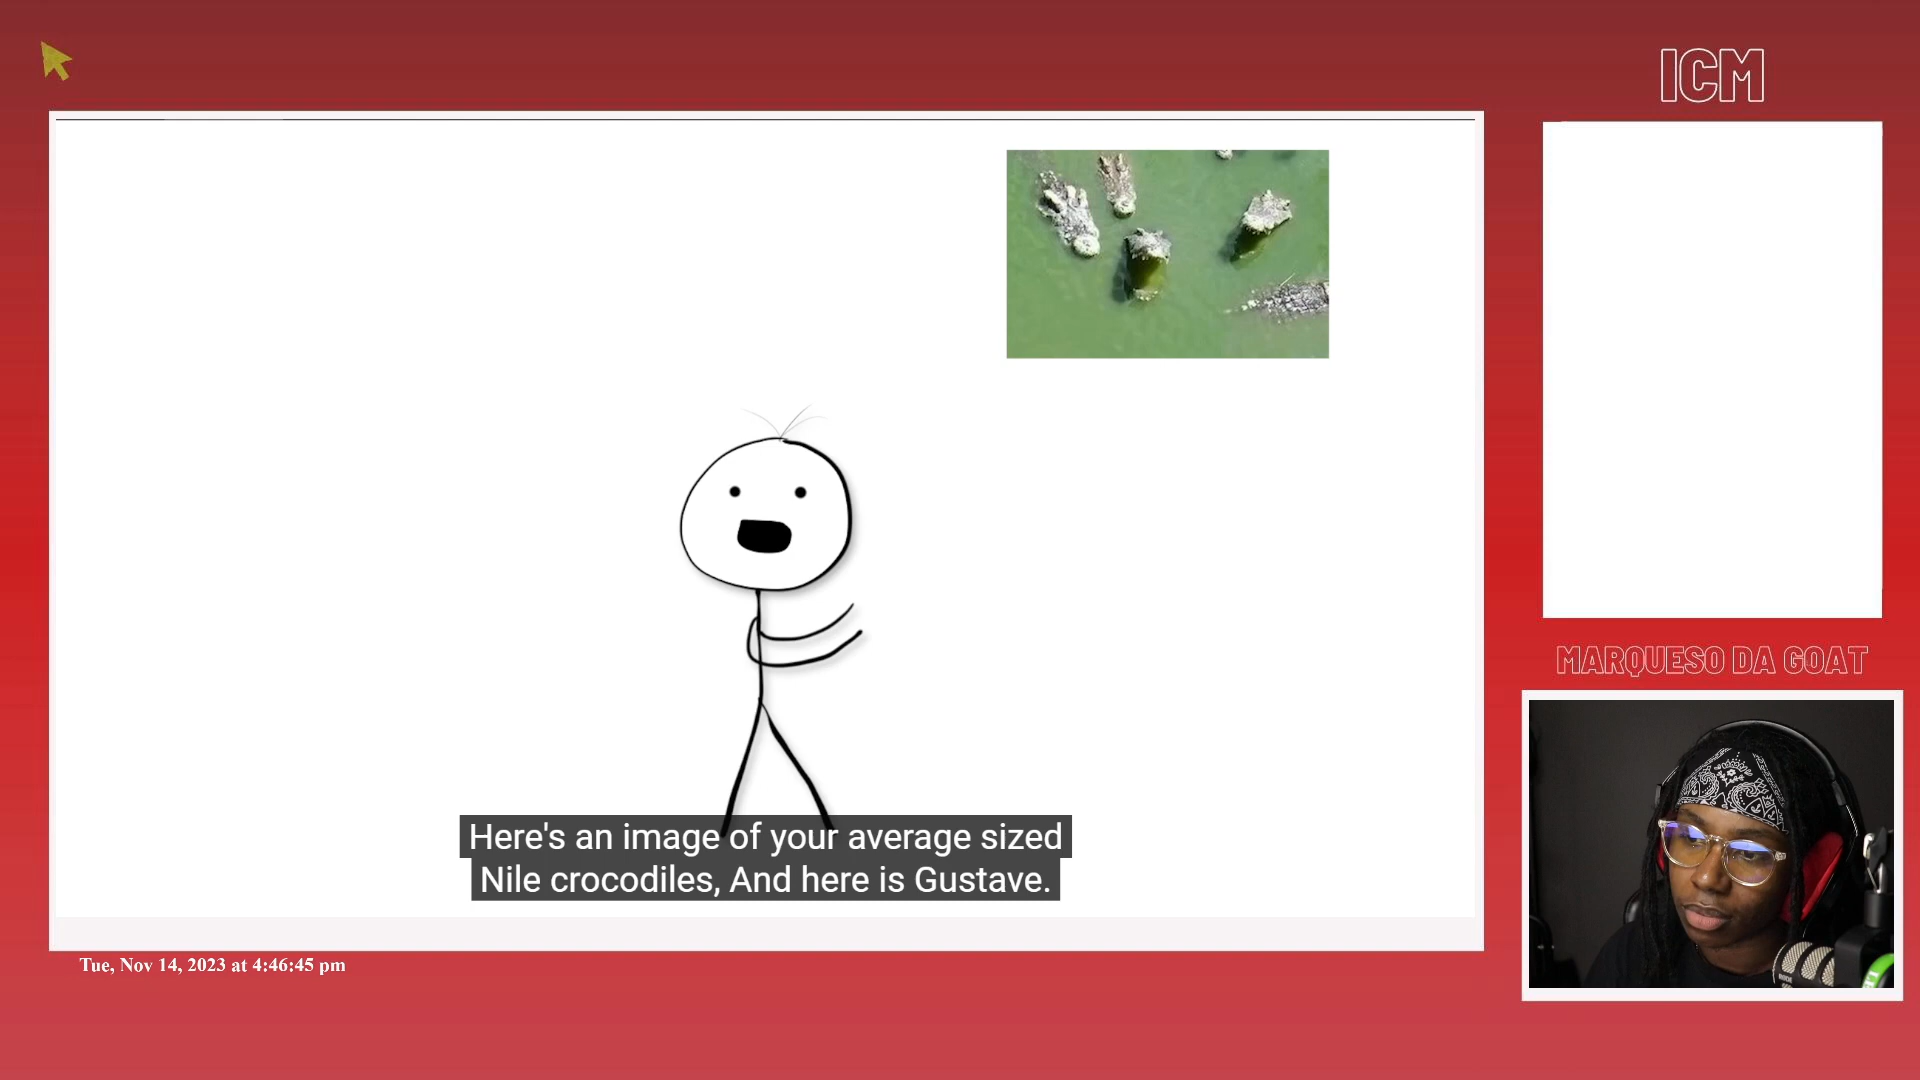 ICM
MARQUESO DA GOAT
Here's an image of your average sized
Nile crocodiles, And here is Gustave.
Tue, Nov 14, 2023 at 4:46:45 pm